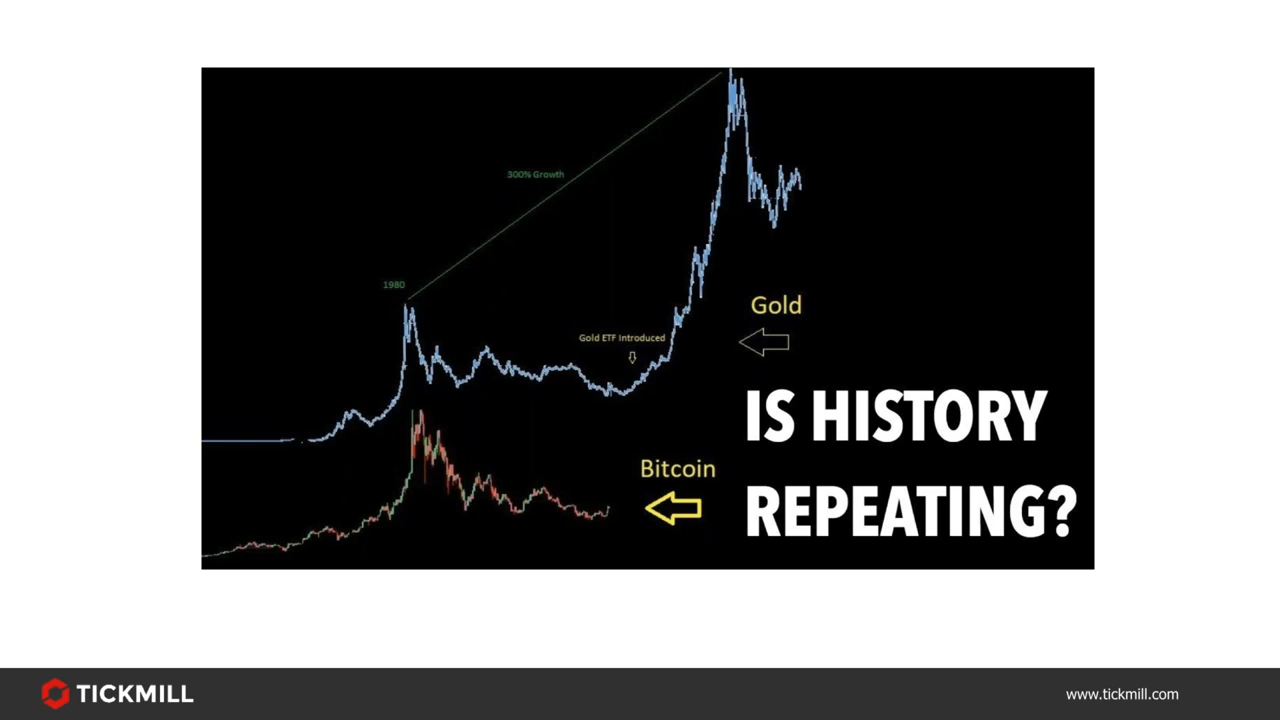 300% Growth
1980
Gold
Gold ETF Introduced
IS HISTORY
Bitcoin
REPEATING?
TICKMILL
www.tickmill.com